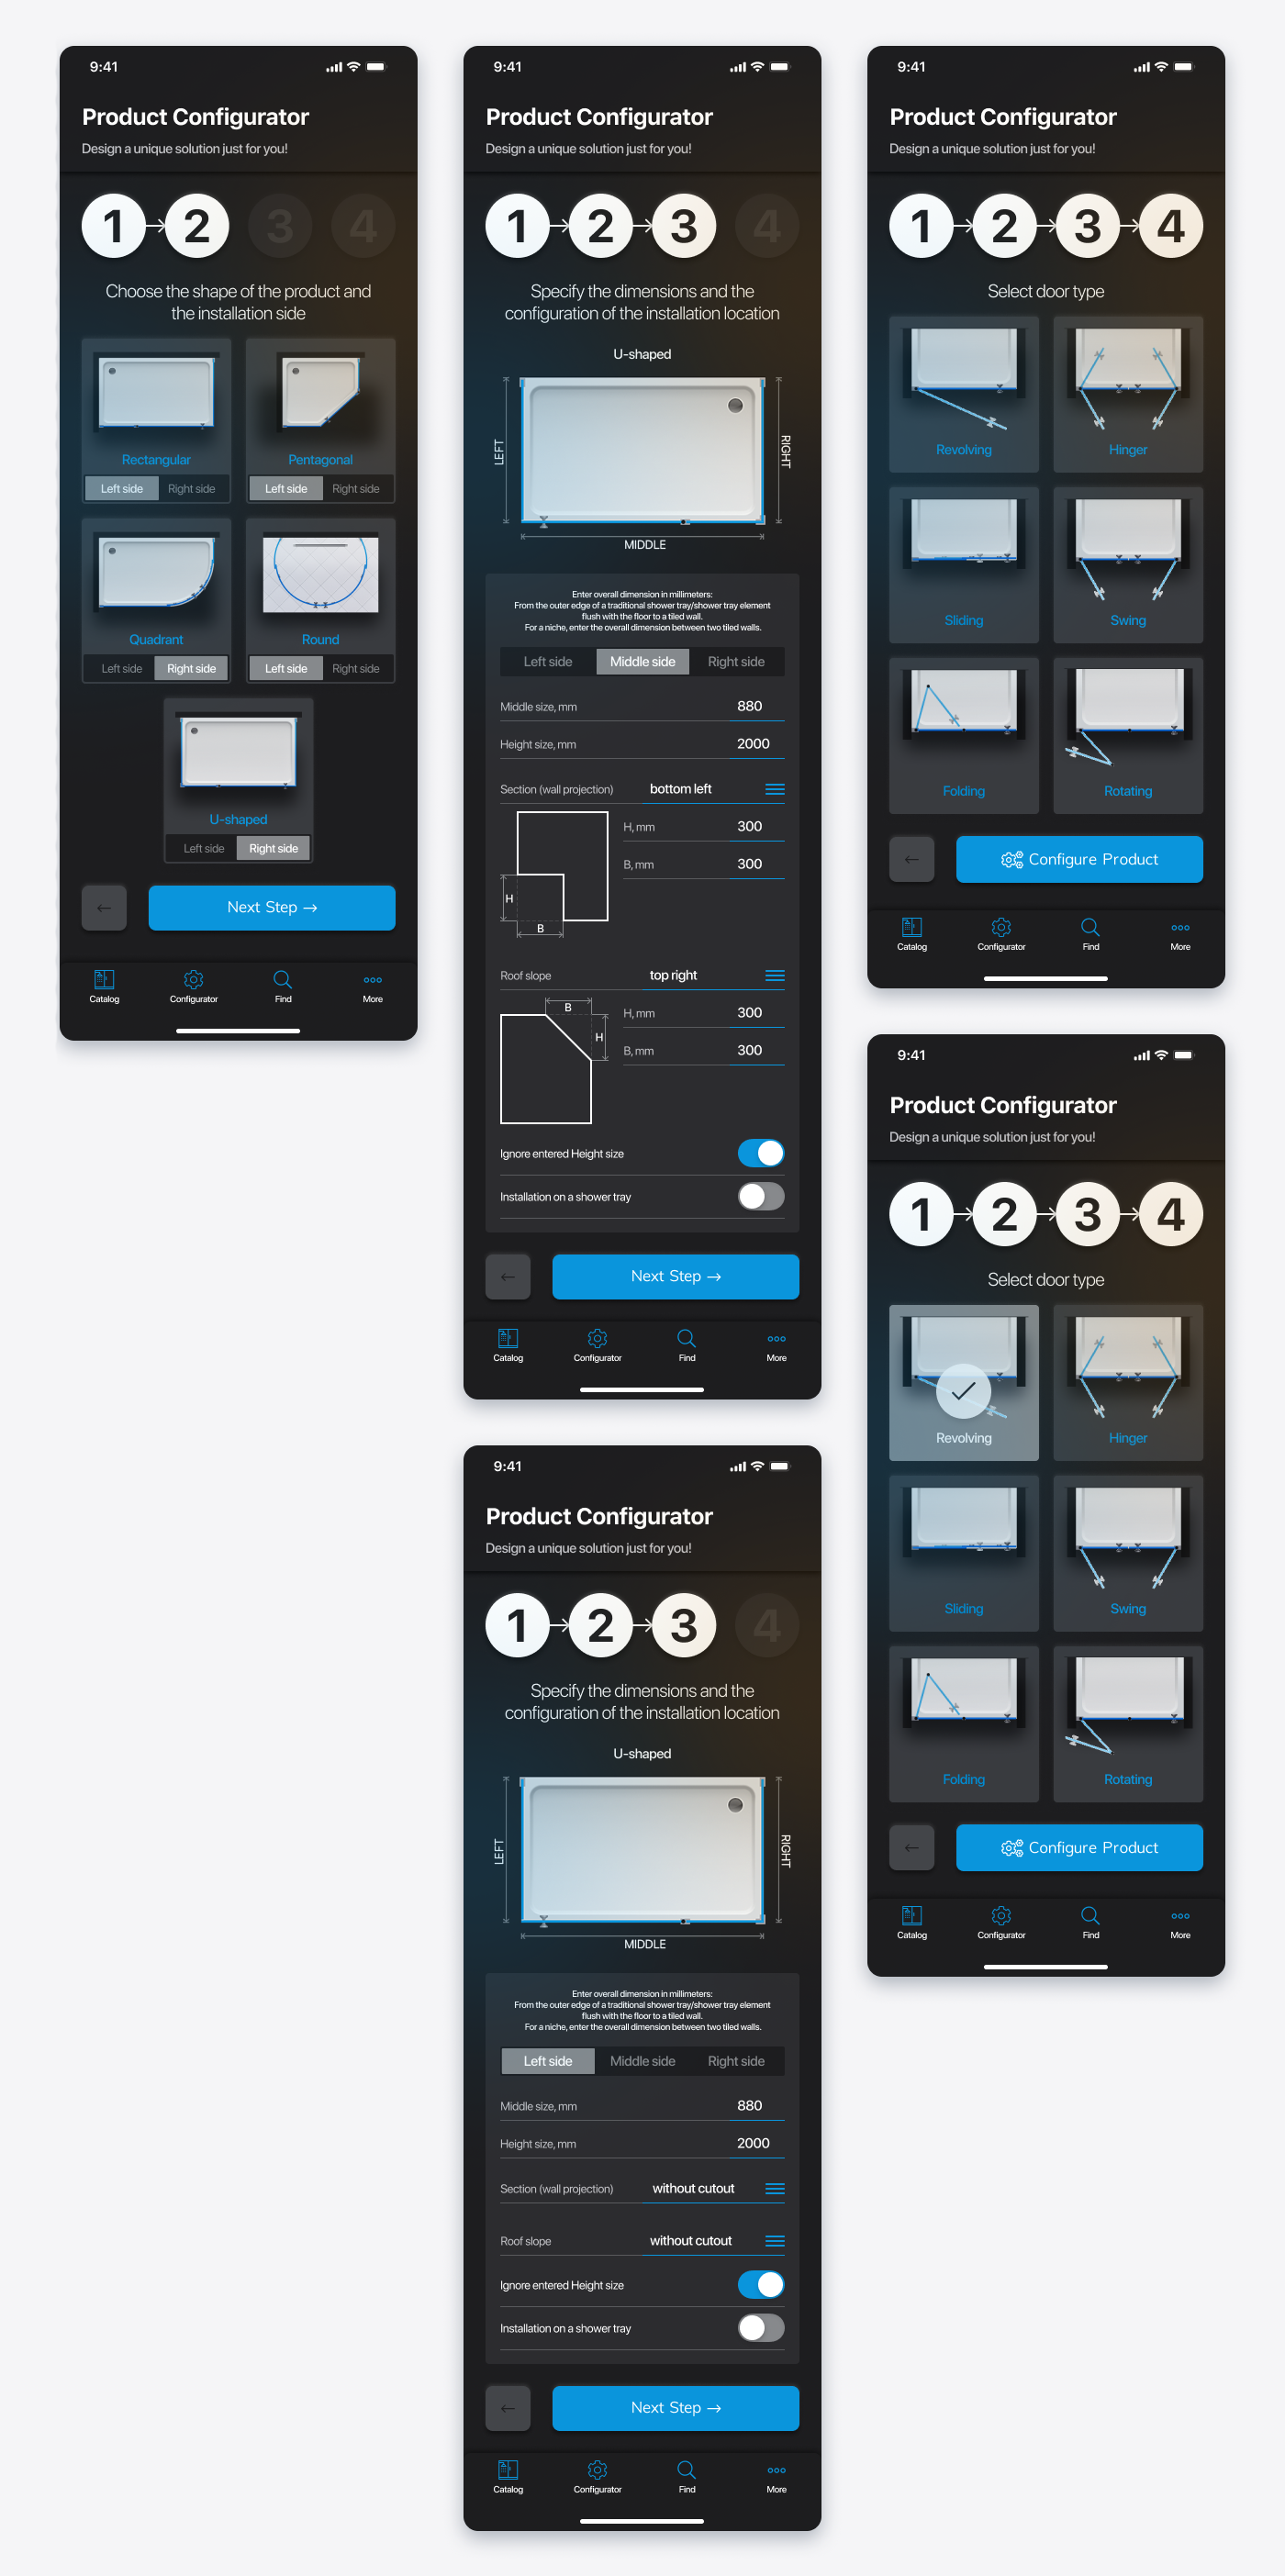 9:41
Product Configurator
Design a unique solution just for you!
1
2
3
4
Choose the shape of the product and
the installation side
Rectangular
Left side
Right side
Pentagonal
Left side
Right side
Quadrant
Left side
Right side
Round
Left side
Right side
U-shaped
Left side
Right side
← Next Step →
Catalog
Configurator
Find
More
9:41
Product Configurator
Design a unique solution just for you!
1
2
3
4
Specify the dimensions and the
configuration of the installation location
U-shaped
LEFT
RIGHT
MIDDLE
Enter overall dimension in millimeters:
From the outer edge of a traditional shower tray/shower tray element
flush with the floor to a tiled wall.
For a niche, enter the overall dimension between two tiled walls.
Left side
Middle side
Right side
Middle size, mm 880
Height size, mm 2000
Section (wall projection) bottom left
H, mm 300
B, mm 300
H
B
Roof slope top right
B
H
H, mm 300
B, mm 300
Ignore entered Height size
Installation on a shower tray
← Next Step →
Catalog
Configurator
Find
More
9:41
Product Configurator
Design a unique solution just for you!
1
2
3
4
Specify the dimensions and the
configuration of the installation location
U-shaped
LEFT
RIGHT
MIDDLE
Enter overall dimension in millimeters:
From the outer edge of a traditional shower tray/shower tray element
flush with the floor to a tiled wall.
For a niche, enter the overall dimension between two tiled walls.
Left side
Middle side
Right side
Middle size, mm 880
Height size, mm 2000
Section (wall projection) without cutout
Roof slope without cutout
Ignore entered Height size
Installation on a shower tray
← Next Step →
Catalog
Configurator
Find
More
9:41
Product Configurator
Design a unique solution just for you!
1
2
3
4
Select door type
Revolving
Hinger
Sliding
Swing
Folding
Rotating
← Configure Product
Catalog
Configurator
Find
More
9:41
Product Configurator
Design a unique solution just for you!
1
2
3
4
Select door type
Revolving
Hinger
Sliding
Swing
Folding
Rotating
← Configure Product
Catalog
Configurator
Find
More